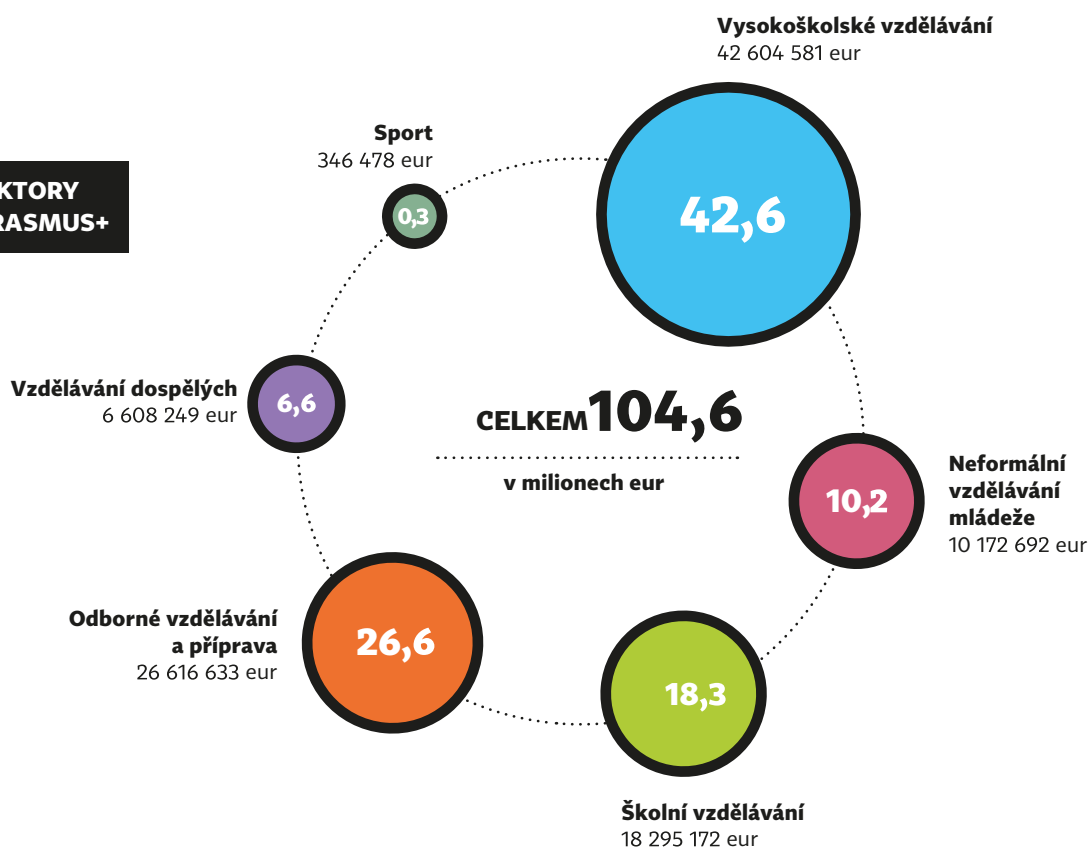 Vysokoškolské vzdělávání
42 604 581 eur
Sport
346 478 eur
KTORY
RASMUS+
0,3
42,6
Vzdělávání dospělých
6 608 249 eur
6,6
CELKEM 104,6
v milionech eur
10,2
Neformální
vzdělávání
mládeže
10 172 692 eur
Odborné vzdělávání
a příprava
26 616 633 eur
26,6
18,3
Školní vzdělávání
18 295 172 eur